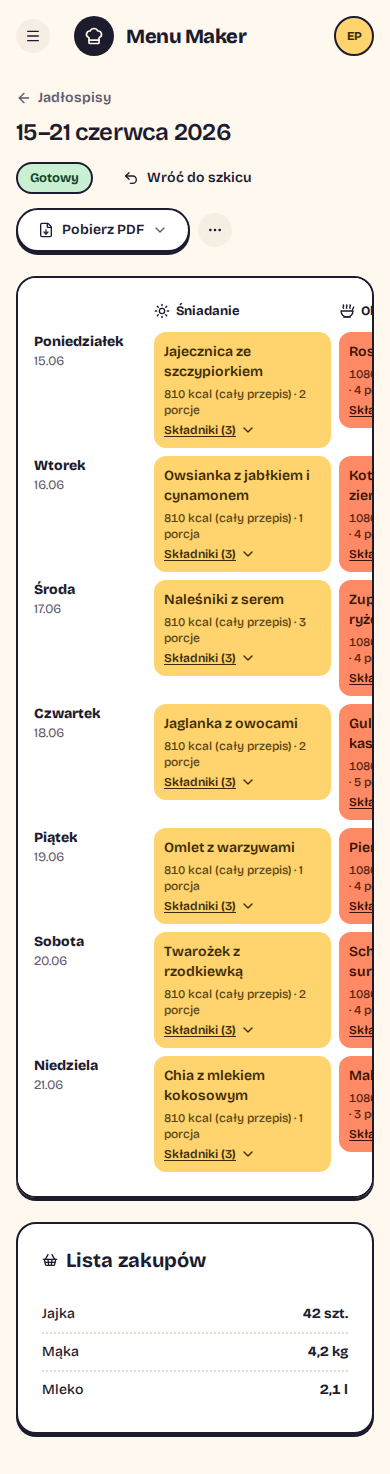 Menu Maker
EP
Jadłospisy
15–21 czerwca 2026
Gotowy
Wróć do szkicu
Pobierz PDF
Śniadanie
Poniedziałek
15.06
Jajecznica ze
szczypiorkiem
810 kcal (cały przepis) · 2
porcje
Składniki (3)
Wtorek
16.06
Owsianka z jabłkiem i
cynamonem
810 kcal (cały przepis) · 1
porcja
Składniki (3)
Środa
17.06
Naleśniki z serem
810 kcal (cały przepis) · 3
porcje
Składniki (3)
Czwartek
18.06
Jaglanka z owocami
810 kcal (cały przepis) · 2
porcje
Składniki (3)
Piątek
19.06
Omlet z warzywami
810 kcal (cały przepis) · 1
porcja
Składniki (3)
Sobota
20.06
Twarożek z
rzodkiewką
810 kcal (cały przepis) · 2
porcje
Składniki (3)
Niedziela
21.06
Chia z mlekiem
kokosowym
810 kcal (cały przepis) · 1
porcja
Składniki (3)
Lista zakupów
Jajka 42 szt.
Mąka 4,2 kg
Mleko 2,1 l